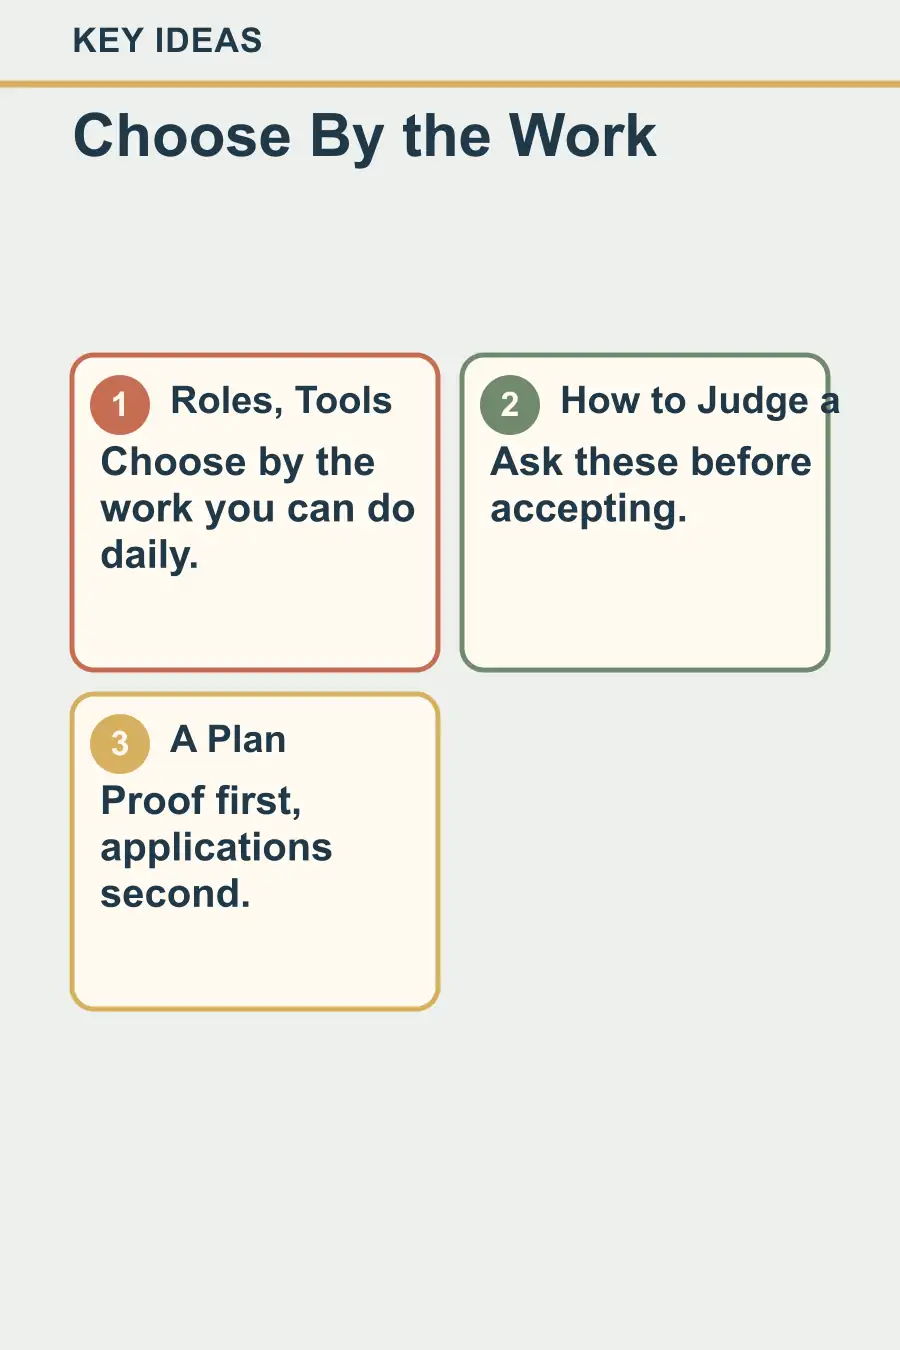 KEY IDEAS
Choose By the Work
1 Roles, Tools
Choose by the
work you can do
daily.
2 How to Judge a
Ask these before
accepting.
3 A Plan
Proof first,
applications
second.